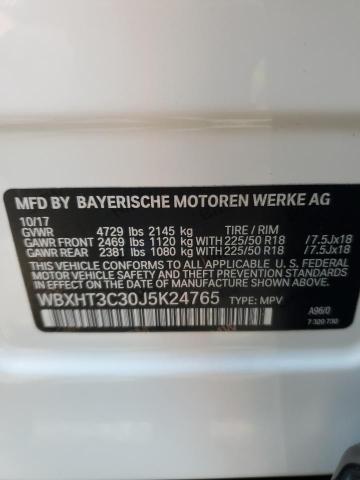 MFD BY BAYERISCHE MOTOREN WERKE AG
10/17
GVWR 4729 lbs 2145 kg TIRE / RIM
GAWR FRONT 2469 lbs 1120 kg WITH 225/50 R18 /7.5Jx18
GAWR REAR 2381 lbs 1080 kg WITH 225/50 R18 /7.5Jx18
THIS VEHICLE CONFORMS TO ALL APPLICABLE U.S. FEDERAL
MOTOR VEHICLE SAFETY AND THEFT PREVENTION STANDARDS
IN EFFECT ON THE DATE OF MANUFACTURE SHOWN ABOVE.
WBXHT3C30J5K24765 TYPE: MPV
A96/0
7 309 730